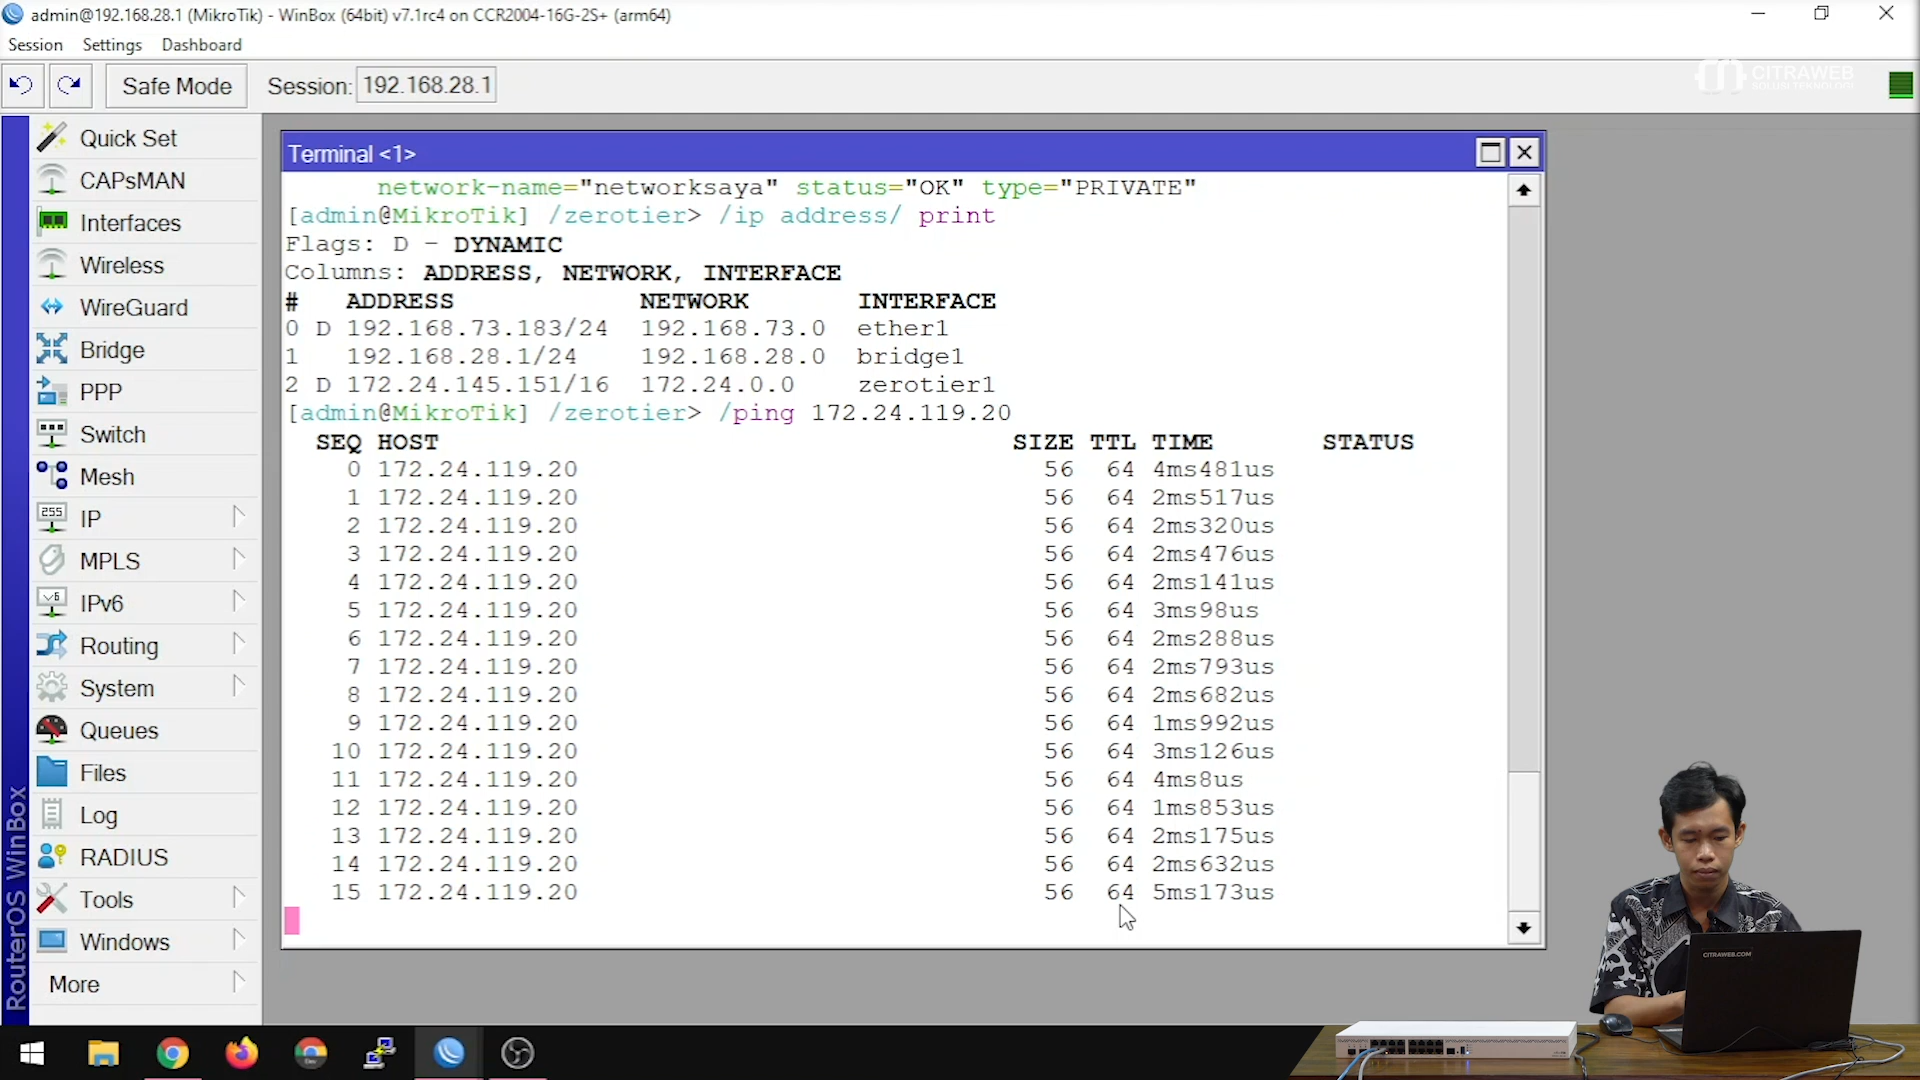 admin@192.168.28.1 (MikroTik) - WinBox (64bit) v7.1rc4 on CCR2004-16G-2S+ (arm64)
Session Settings Dashboard
Safe Mode Session: 192.168.28.1
CITRAWEB
SOLUSI TEKNOLOGI
Quick Set
CAPsMAN
Interfaces
Wireless
WireGuard
Bridge
PPP
Switch
Mesh
IP
MPLS
IPv6
Routing
System
Queues
Files
Log
RADIUS
Tools
Windows
More
RouterOS WinBox
Terminal <1>
network-name="networksaya" status="OK" type="PRIVATE"
[admin@MikroTik] /zerotier> /ip address/ print
Flags: D - DYNAMIC
Columns: ADDRESS, NETWORK, INTERFACE
# ADDRESS NETWORK INTERFACE
0 D 192.168.73.183/24 192.168.73.0 ether1
1 192.168.28.1/24 192.168.28.0 bridge1
2 D 172.24.145.151/16 172.24.0.0 zerotier1
[admin@MikroTik] /zerotier> /ping 172.24.119.20
SEQ HOST SIZE TTL TIME STATUS
0 172.24.119.20 56 64 4ms481us
1 172.24.119.20 56 64 2ms517us
2 172.24.119.20 56 64 2ms320us
3 172.24.119.20 56 64 2ms476us
4 172.24.119.20 56 64 2ms141us
5 172.24.119.20 56 64 3ms98us
6 172.24.119.20 56 64 2ms288us
7 172.24.119.20 56 64 2ms793us
8 172.24.119.20 56 64 2ms682us
9 172.24.119.20 56 64 1ms992us
10 172.24.119.20 56 64 3ms126us
11 172.24.119.20 56 64 4ms8us
12 172.24.119.20 56 64 1ms853us
13 172.24.119.20 56 64 2ms175us
14 172.24.119.20 56 64 2ms632us
15 172.24.119.20 56 64 5ms173us
CITRAWEB.COM